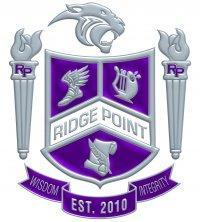 RP RP
RIDGE POINT
WISDOM INTEGRITY
EST. 2010